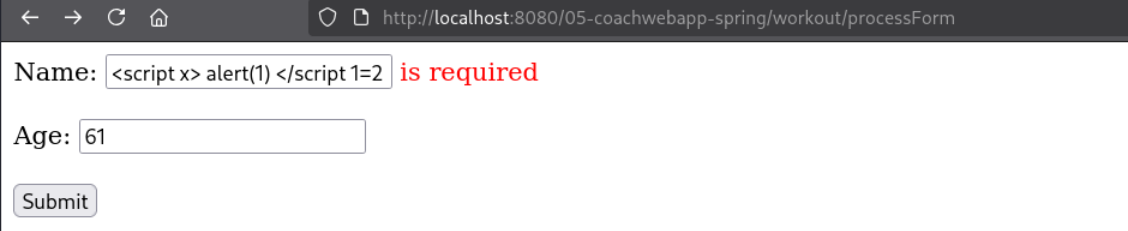 http://localhost:8080/05-coachwebapp-spring/workout/processForm
Name: <script x> alert(1) </script 1=2 is required
Age: 61
Submit